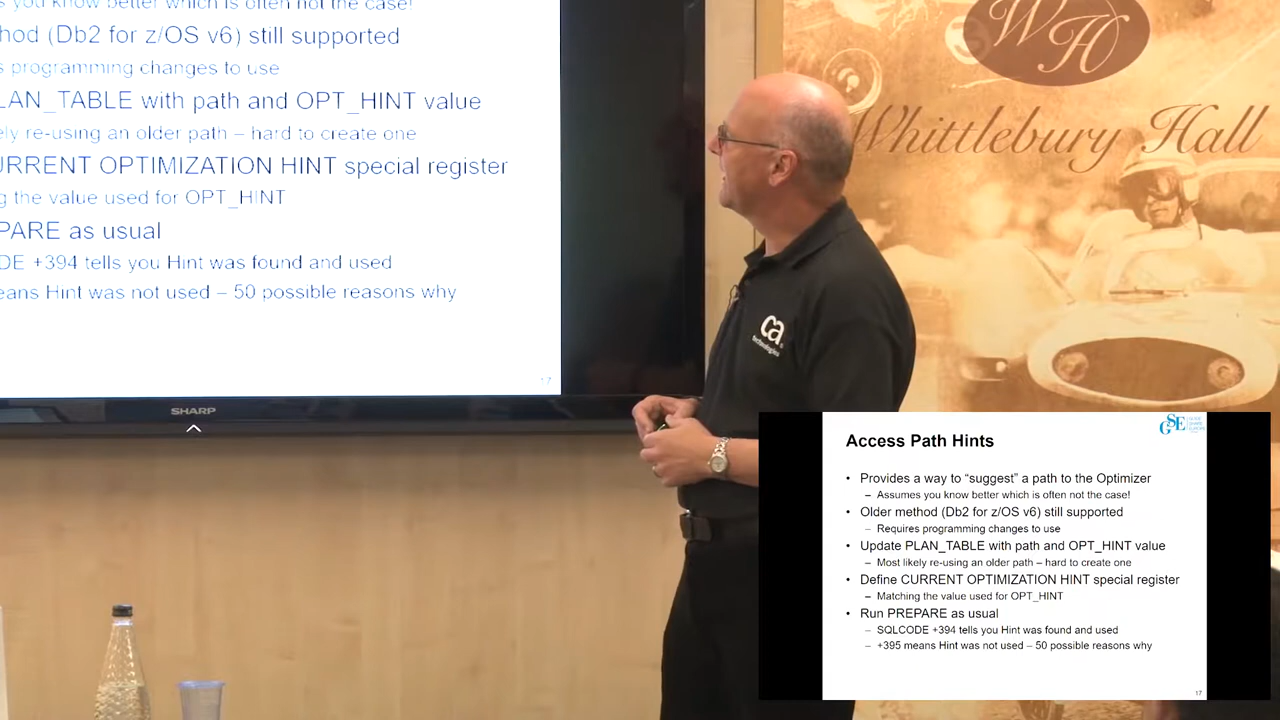 s you know better which is often not the case!
hod (Db2 for z/OS v6) still supported
s programming changes to use
LAN_TABLE with path and OPT_HINT value
ely re-using an older path – hard to create one
URRENT OPTIMIZATION HINT special register
g the value used for OPT_HINT
PARE as usual
DE +394 tells you Hint was found and used
eans Hint was not used – 50 possible reasons why
17
SHARP
WH
Whittlebury Hall
ca
technologies
GSE
Access Path Hints
• Provides a way to “suggest” a path to the Optimizer
– Assumes you know better which is often not the case!
• Older method (Db2 for z/OS v6) still supported
– Requires programming changes to use
• Update PLAN_TABLE with path and OPT_HINT value
– Most likely re-using an older path – hard to create one
• Define CURRENT OPTIMIZATION HINT special register
– Matching the value used for OPT_HINT
• Run PREPARE as usual
– SQLCODE +394 tells you Hint was found and used
– +395 means Hint was not used – 50 possible reasons why
17